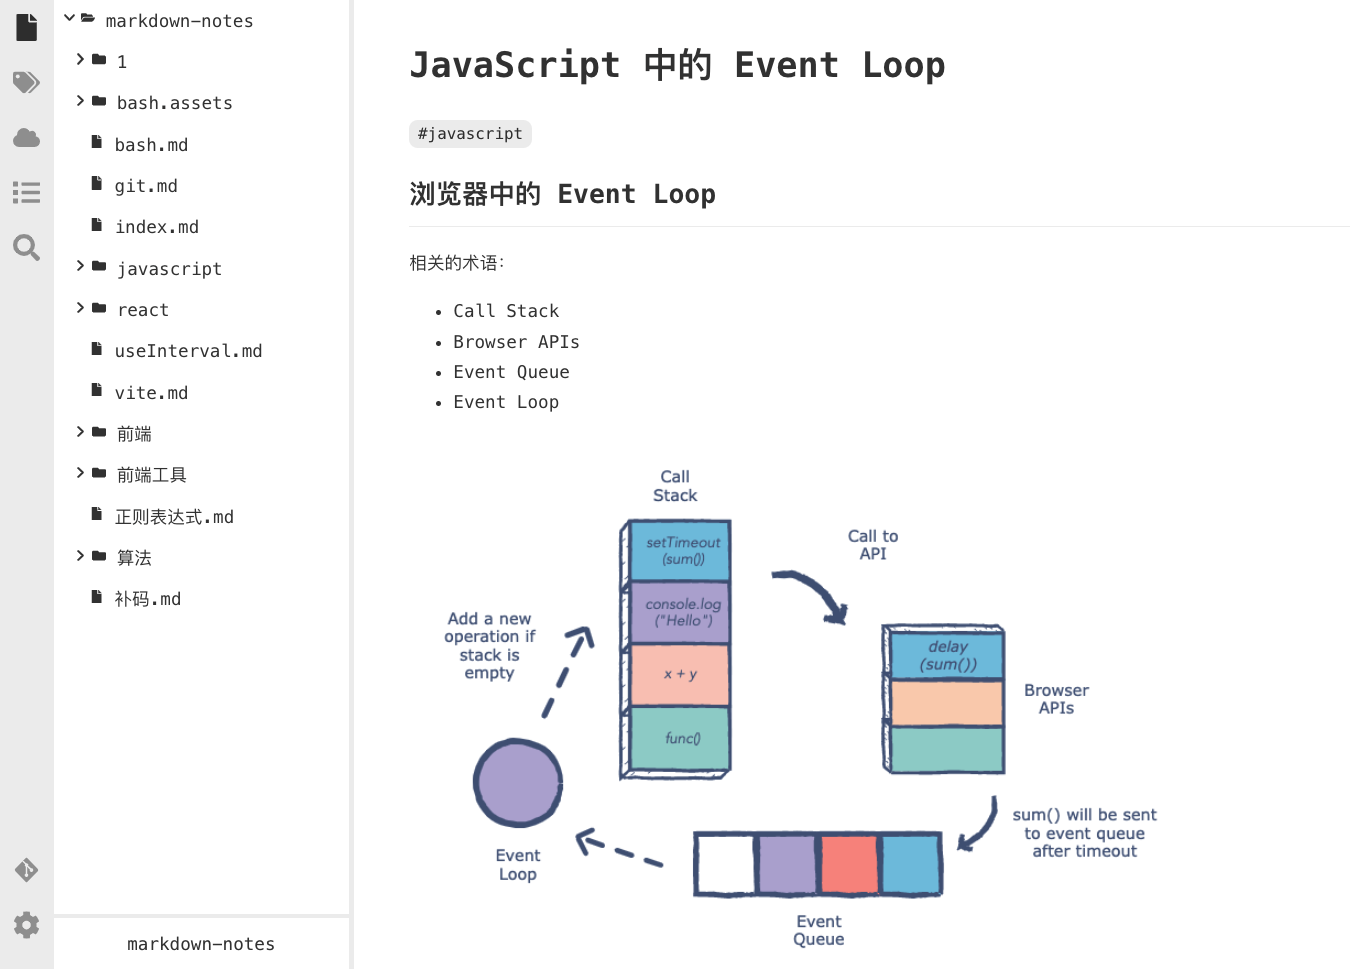 markdown-notes
1
bash.assets
bash.md
git.md
index.md
javascript
react
useInterval.md
vite.md
前端
前端工具
正则表达式.md
算法
补码.md
markdown-notes
JavaScript 中的 Event Loop
#javascript
浏览器中的 Event Loop
相关的术语:
Call Stack
Browser APIs
Event Queue
Event Loop
Call
Stack
setTimeout
(sum())
console.log
("Hello")
x + y
func()
Call to
API
delay
(sum())
Browser
APIs
Add a new
operation if
stack is
empty
Event
Loop
sum() will be sent
to event queue
after timeout
Event
Queue